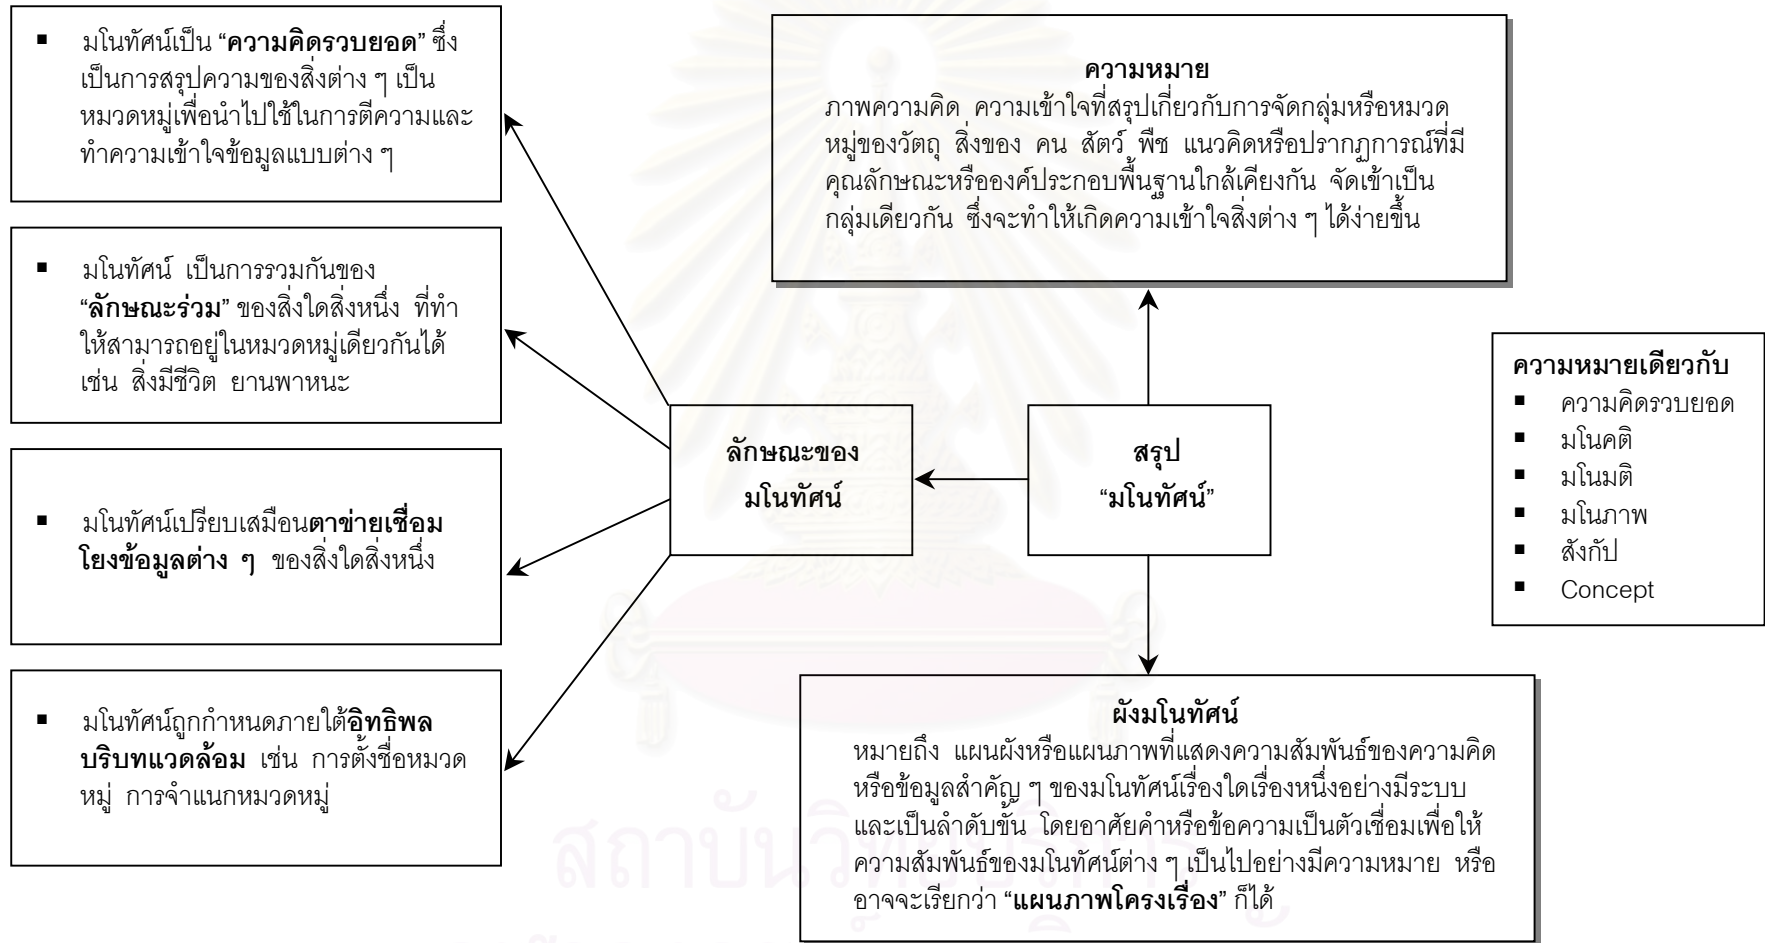 ▪ มโนทัศน์เป็น “ความคิดรวบยอด” ซึ่ง
เป็นการสรุปความของสิ่งต่าง ๆ เป็น
หมวดหมู่เพื่อนำไปใช้ในการตีความและ
ทำความเข้าใจข้อมูลแบบต่าง ๆ
▪ มโนทัศน์ เป็นการรวมกันของ
“ลักษณะร่วม” ของสิ่งใดสิ่งหนึ่ง ที่ทำ
ให้สามารถอยู่ในหมวดหมู่เดียวกันได้
เช่น สิ่งมีชีวิต ยานพาหนะ
▪ มโนทัศน์เปรียบเสมือนตาข่ายเชื่อม
โยงข้อมูลต่าง ๆ ของสิ่งใดสิ่งหนึ่ง
▪ มโนทัศน์ถูกกำหนดภายใต้อิทธิพล
บริบทแวดล้อม เช่น การตั้งชื่อหมวด
หมู่ การจำแนกหมวดหมู่
ลักษณะของ
มโนทัศน์
สรุป
“มโนทัศน์”
ความหมาย
ภาพความคิด ความเข้าใจที่สรุปเกี่ยวกับการจัดกลุ่มหรือหมวด
หมู่ของวัตถุ สิ่งของ คน สัตว์ พืช แนวคิดหรือปรากฏการณ์ที่มี
คุณลักษณะหรือองค์ประกอบพื้นฐานใกล้เคียงกัน จัดเข้าเป็น
กลุ่มเดียวกัน ซึ่งจะทำให้เกิดความเข้าใจสิ่งต่าง ๆ ได้ง่ายขึ้น
ความหมายเดียวกับ
▪ ความคิดรวบยอด
▪ มโนคติ
▪ มโนมติ
▪ มโนภาพ
▪ สังกัป
▪ Concept
ผังมโนทัศน์
หมายถึง แผนผังหรือแผนภาพที่แสดงความสัมพันธ์ของความคิด
หรือข้อมูลสำคัญ ๆ ของมโนทัศน์เรื่องใดเรื่องหนึ่งอย่างมีระบบ
และเป็นลำดับขั้น โดยอาศัยคำหรือข้อความเป็นตัวเชื่อมเพื่อให้
ความสัมพันธ์ของมโนทัศน์ต่าง ๆ เป็นไปอย่างมีความหมาย หรือ
อาจจะเรียกว่า “แผนภาพโครงเรื่อง” ก็ได้
สถาบันวิทยบริการ